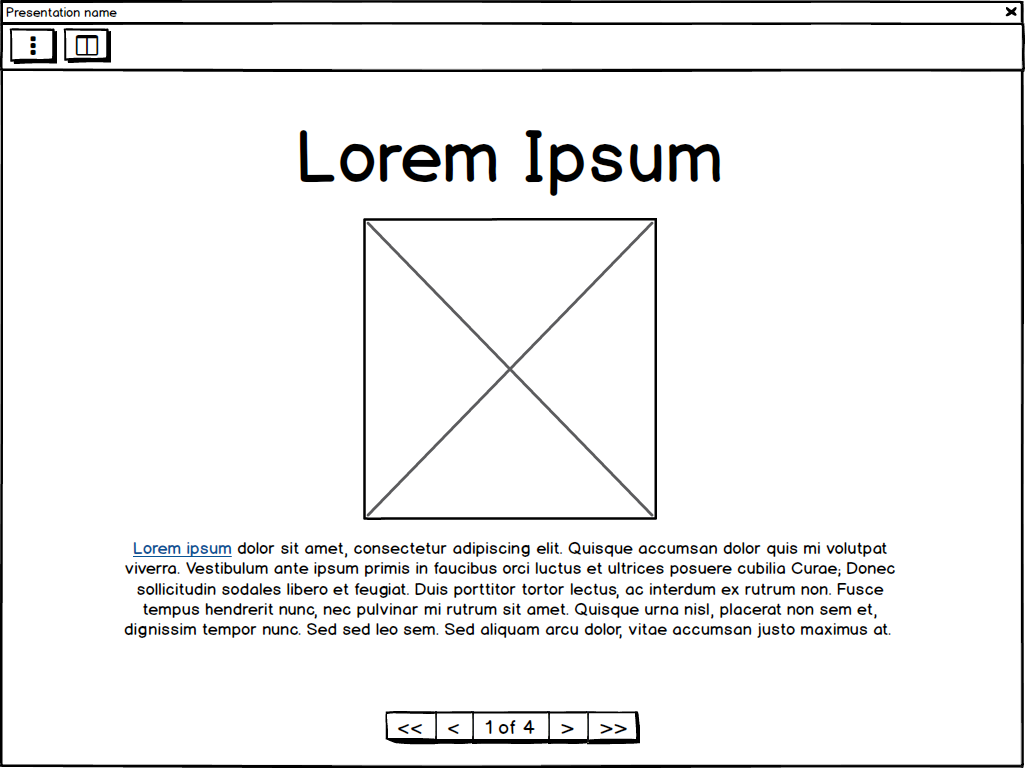 Presentation name
Lorem Ipsum
Lorem ipsum dolor sit amet, consectetur adipiscing elit. Quisque accumsan dolor quis mi volutpat
viverra. Vestibulum ante ipsum primis in faucibus orci luctus et ultrices posuere cubilia Curae; Donec
sollicitudin sodales libero et feugiat. Duis porttitor tortor lectus, ac interdum ex rutrum non. Fusce
tempus hendrerit nunc, nec pulvinar mi rutrum sit amet. Quisque urna nisl, placerat non sem et,
dignissim tempor nunc. Sed sed leo sem. Sed aliquam arcu dolor, vitae accumsan justo maximus at.
<< < 1 of 4 > >>